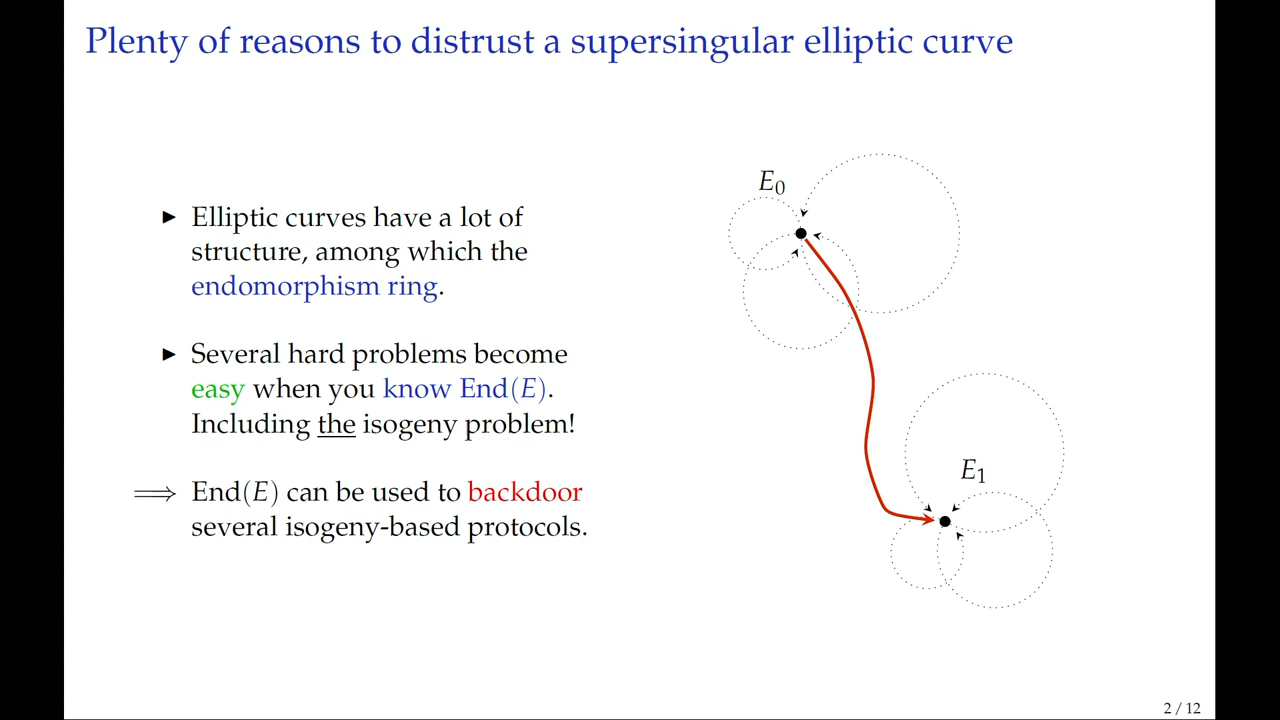 Plenty of reasons to distrust a supersingular elliptic curve
▶ Elliptic curves have a lot of
structure, among which the
endomorphism ring.
▶ Several hard problems become
easy when you know End(E).
Including the isogeny problem!
⟹ End(E) can be used to backdoor
several isogeny-based protocols.
E₀
E₁
2 / 12